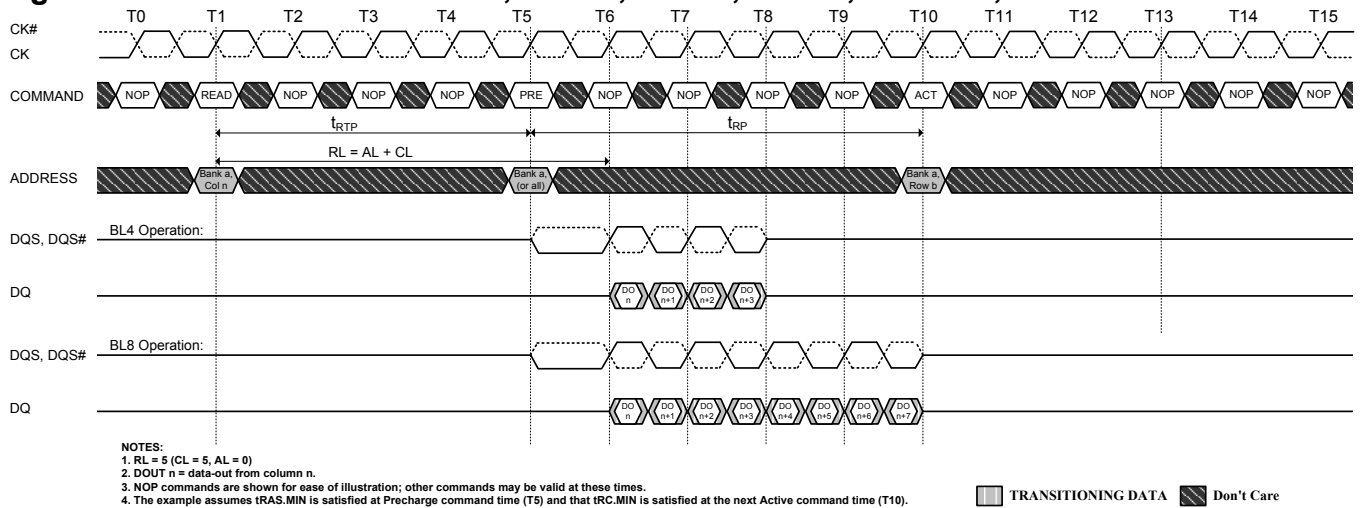 T0 T1 T2 T3 T4 T5 T6 T7 T8 T9 T10 T11 T12 T13 T14 T15
CK#
CK
COMMAND NOP READ NOP NOP NOP PRE NOP NOP NOP NOP ACT NOP NOP NOP NOP NOP
tRTP tRP
RL = AL + CL
ADDRESS Bank a, Col n Bank a, (or all) Bank a, Row b
BL4 Operation:
DQS, DQS#
DQ DO n DO n+1 DO n+2 DO n+3
BL8 Operation:
DQS, DQS#
DQ DO n DO n+1 DO n+2 DO n+3 DO n+4 DO n+5 DO n+6 DO n+7
NOTES:
1. RL = 5 (CL = 5, AL = 0)
2. DOUT n = data-out from column n.
3. NOP commands are shown for ease of illustration; other commands may be valid at these times.
4. The example assumes tRAS.MIN is satisfied at Precharge command time (T5) and that tRC.MIN is satisfied at the next Active command time (T10).
TRANSITIONING DATA Don't Care